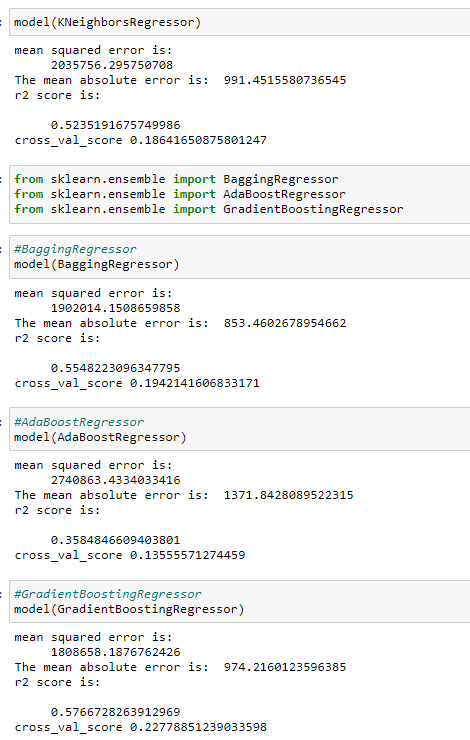 model(KNeighborsRegressor)
mean squared error is:
2035756.295750708
The mean absolute error is:  991.4515580736545
r2 score is:
0.5235191675749986
cross_val_score 0.18641650875801247
from sklearn.ensemble import BaggingRegressor
from sklearn.ensemble import AdaBoostRegressor
from sklearn.ensemble import GradientBoostingRegressor
#BaggingRegressor
model(BaggingRegressor)
mean squared error is:
1902014.1508659858
The mean absolute error is:  853.4602678954662
r2 score is:
0.5548223096347795
cross_val_score 0.1942141606833171
#AdaBoostRegressor
model(AdaBoostRegressor)
mean squared error is:
2740863.4334033416
The mean absolute error is:  1371.8428089522315
r2 score is:
0.3584846609403801
cross_val_score 0.13555571274459
#GradientBoostingRegressor
model(GradientBoostingRegressor)
mean squared error is:
1808658.1876762426
The mean absolute error is:  974.2160123596385
r2 score is:
0.5766728263912969
cross_val_score 0.22778851239033598